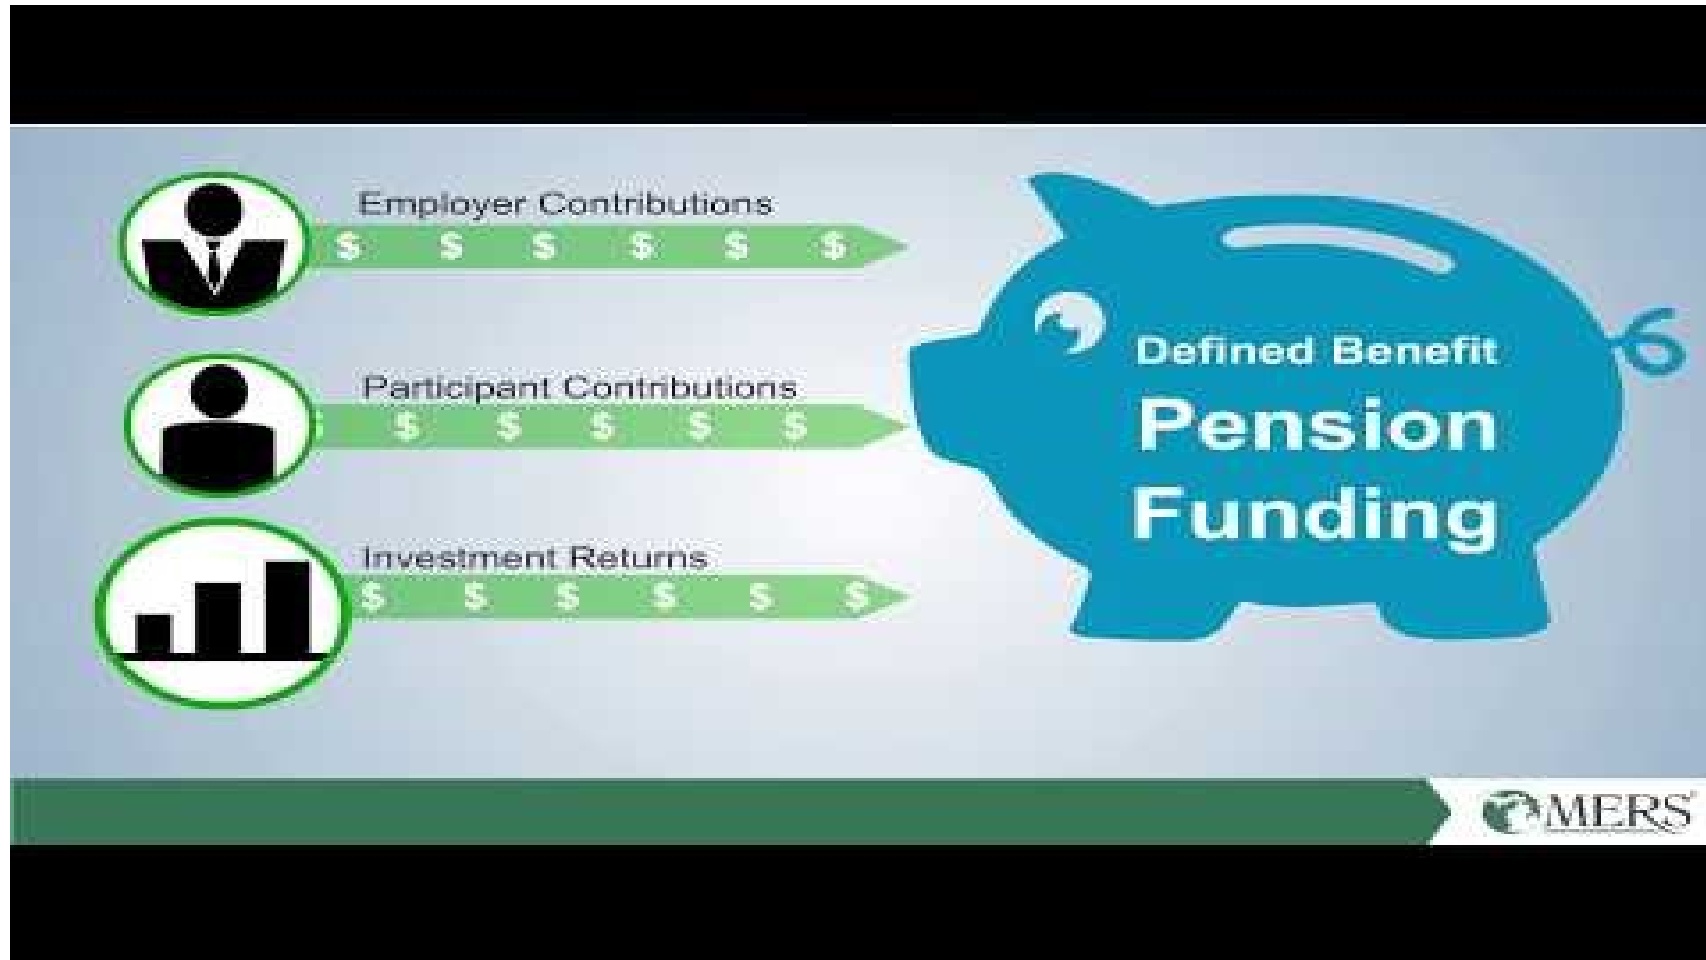 Employer Contributions
$ $ $ $ $ $
Participant Contributions
$ $ $ $ $
Investment Returns
$ $ $ $ $ $
Defined Benefit
Pension
Funding
MERS